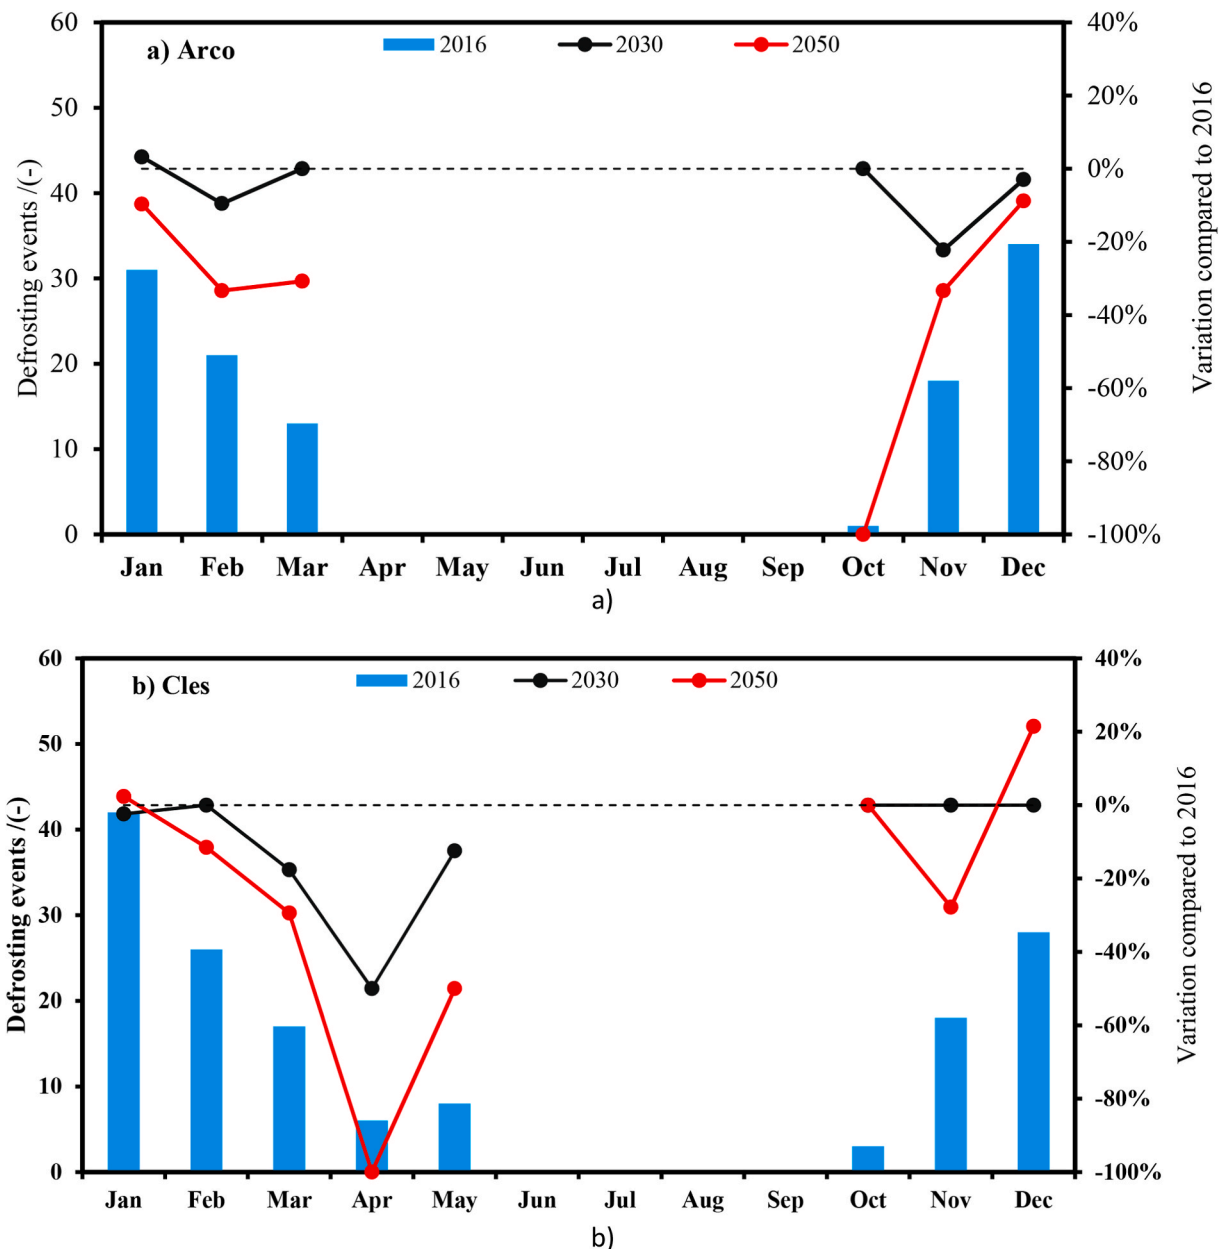 60 40%
a) Arco 2016 2030 2050
50 20%
40 0%
30 -20%
20 -40%
-60%
10 -80%
0 -100%
Defrosting events /(-)
Variation compared to 2016
Jan Feb Mar Apr May Jun Jul Aug Sep Oct Nov Dec
a)
60 40%
b) Cles 2016 2030 2050
50 20%
40 0%
30 -20%
20 -40%
-60%
10 -80%
0 -100%
Defrosting events /(-)
Variation compared to 2016
Jan Feb Mar Apr May Jun Jul Aug Sep Oct Nov Dec
b)